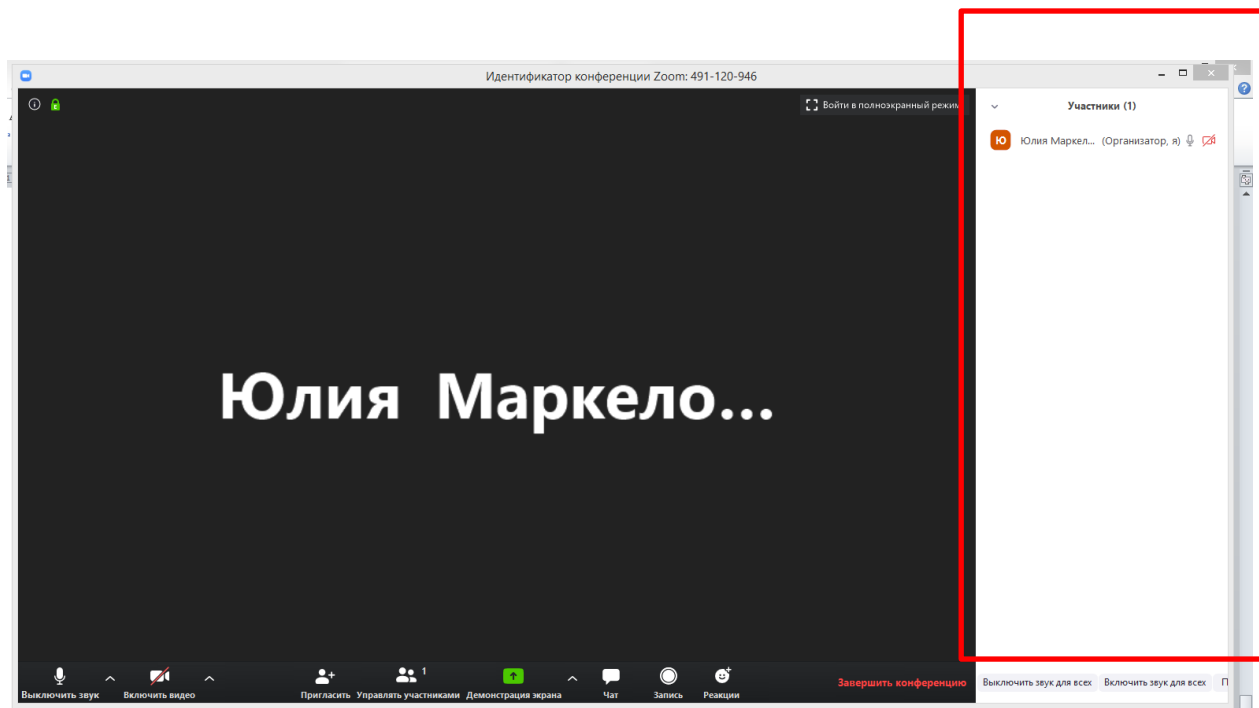 Идентификатор конференции Zoom: 491-120-946
Войти в полноэкранный режим
Участники (1)
Ю Юлия Маркел... (Организатор, я)
Юлия Маркело...
1
Выключить звук Включить видео Пригласить Управлять участниками Демонстрация экрана Чат Запись Реакции Завершить конференцию
Выключить звук для всех Включить звук для всех